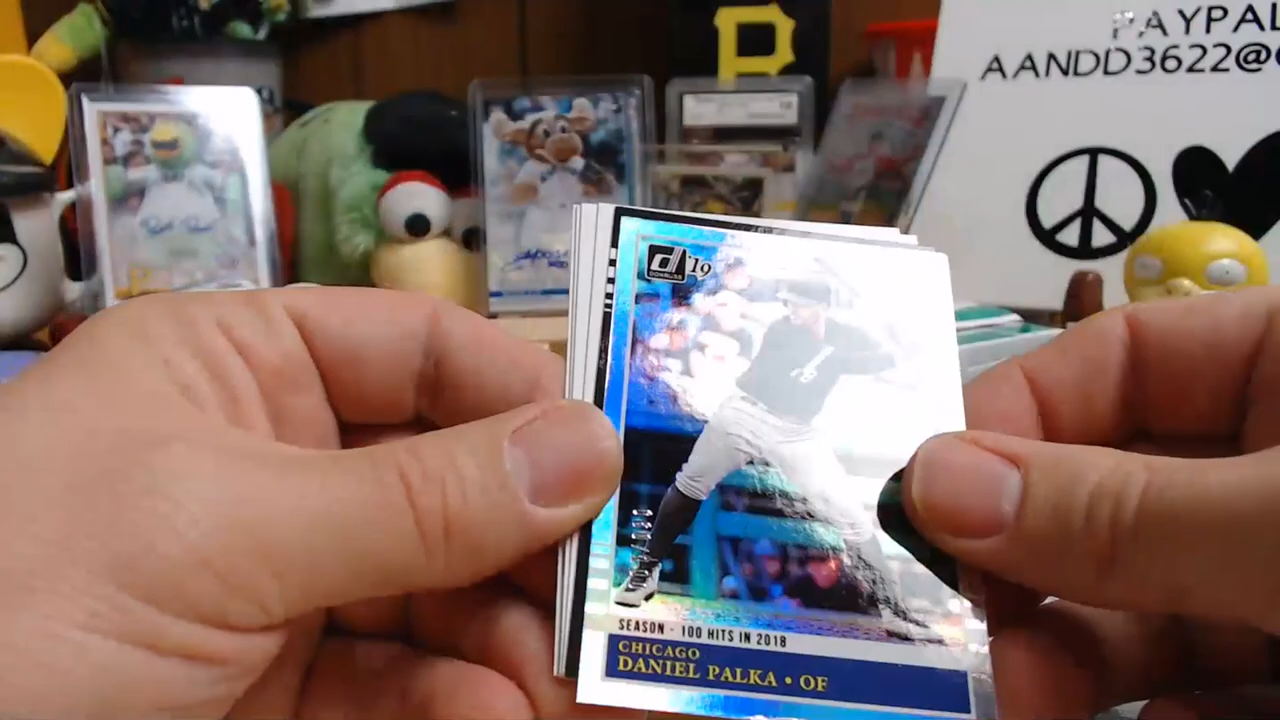 PAYPAL
AANDD3622@
P
DONRUSS '19
SEASON - 100 HITS IN 2018
CHICAGO
DANIEL PALKA • OF